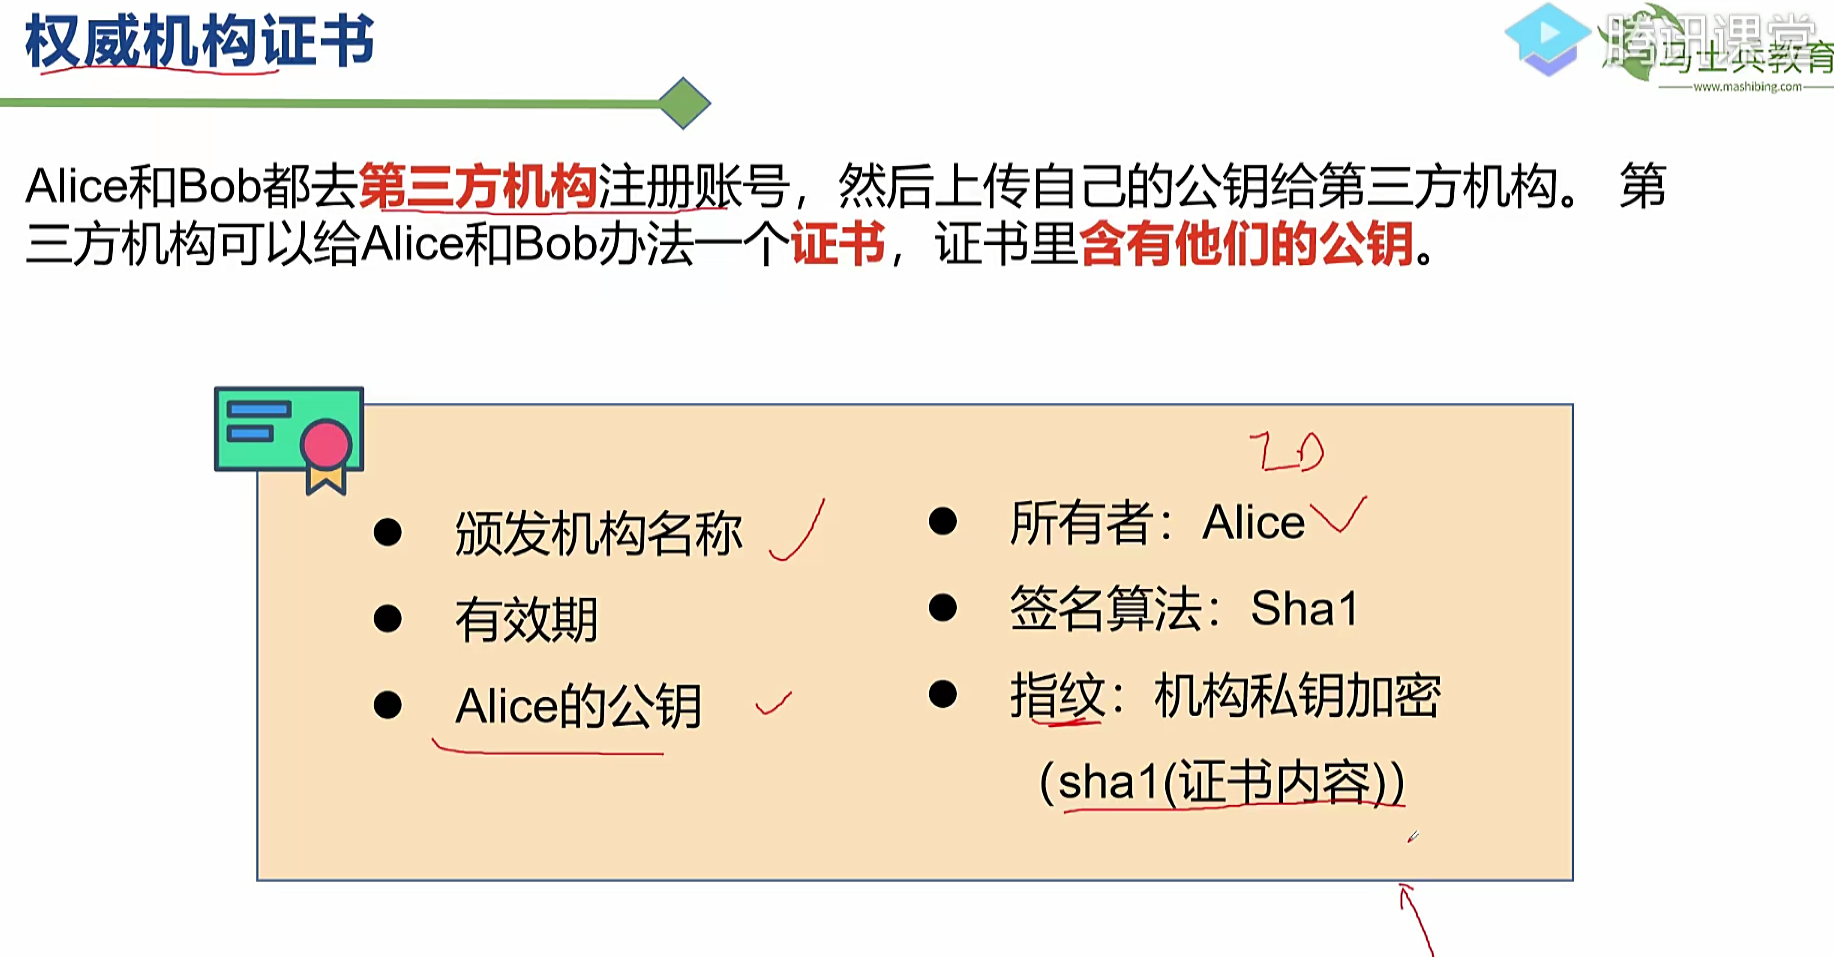 权威机构证书
腾讯课堂
马士兵教育
www.mashibing.com
Alice和Bob都去第三方机构注册账号，然后上传自己的公钥给第三方机构。 第
三方机构可以给Alice和Bob办法一个证书，证书里含有他们的公钥。
ID
颁发机构名称
有效期
Alice的公钥
所有者：Alice
签名算法：Sha1
指纹：机构私钥加密
（sha1(证书内容)）